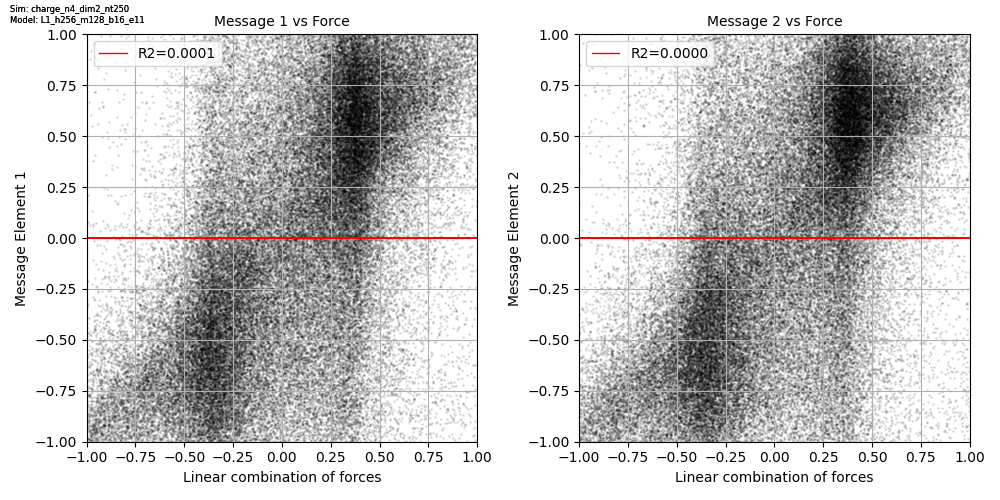 Sim: charge_n4_dim2_nt250
Model: L1_h256_m128_b16_e11
Message 1 vs Force
R2=0.0001
1.00
0.75
0.50
0.25
0.00
−0.25
−0.50
−0.75
−1.00
Message Element 1
−1.00 −0.75 −0.50 −0.25 0.00 0.25 0.50 0.75 1.00
Linear combination of forces
Message 2 vs Force
R2=0.0000
1.00
0.75
0.50
0.25
0.00
−0.25
−0.50
−0.75
−1.00
Message Element 2
−1.00 −0.75 −0.50 −0.25 0.00 0.25 0.50 0.75 1.00
Linear combination of forces